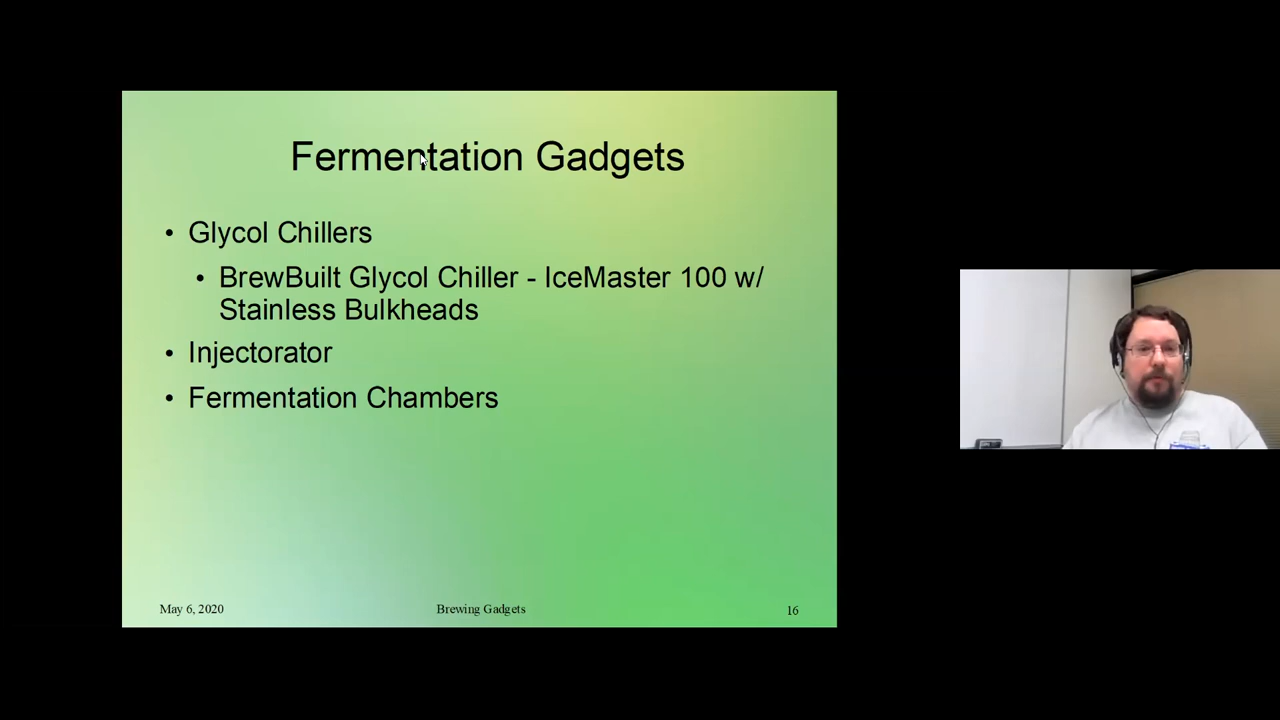 Fermentation Gadgets
• Glycol Chillers
• BrewBuilt Glycol Chiller - IceMaster 100 w/
Stainless Bulkheads
• Injectorator
• Fermentation Chambers
May 6, 2020
Brewing Gadgets
16